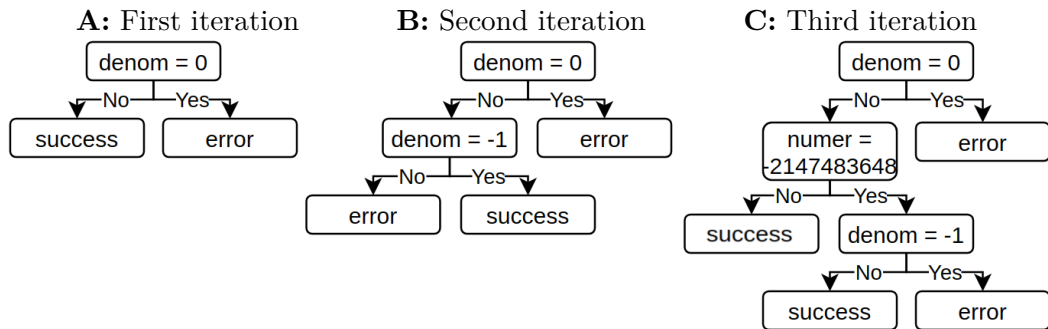 A: First iteration
denom = 0
No Yes
success error
B: Second iteration
denom = 0
No Yes
denom = -1 error
No Yes
error success
C: Third iteration
denom = 0
No Yes
numer =
-2147483648
error
No Yes
success denom = -1
No Yes
success error